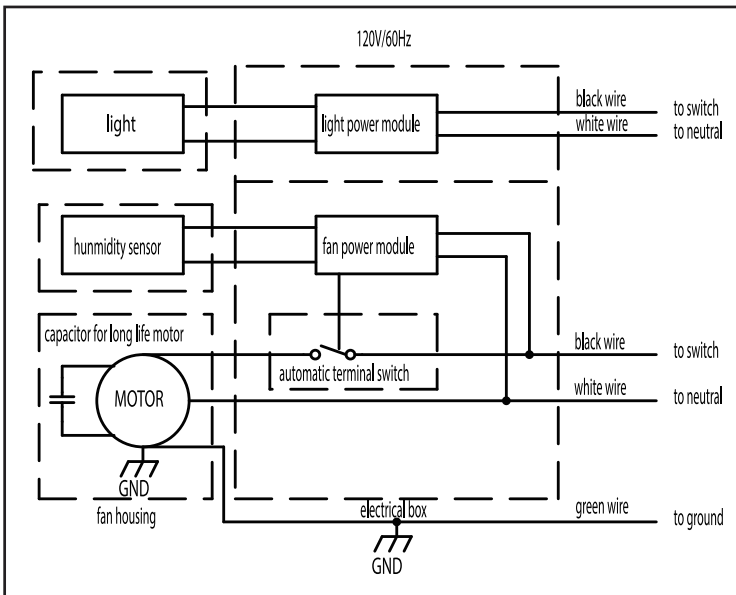 120V/60Hz
light
light power module
black wire
to switch
white wire
to neutral
hunmidity sensor
fan power module
capacitor for long life motor
MOTOR
automatic terminal switch
black wire
to switch
white wire
to neutral
GND
fan housing
electrical box
green wire
to ground
GND